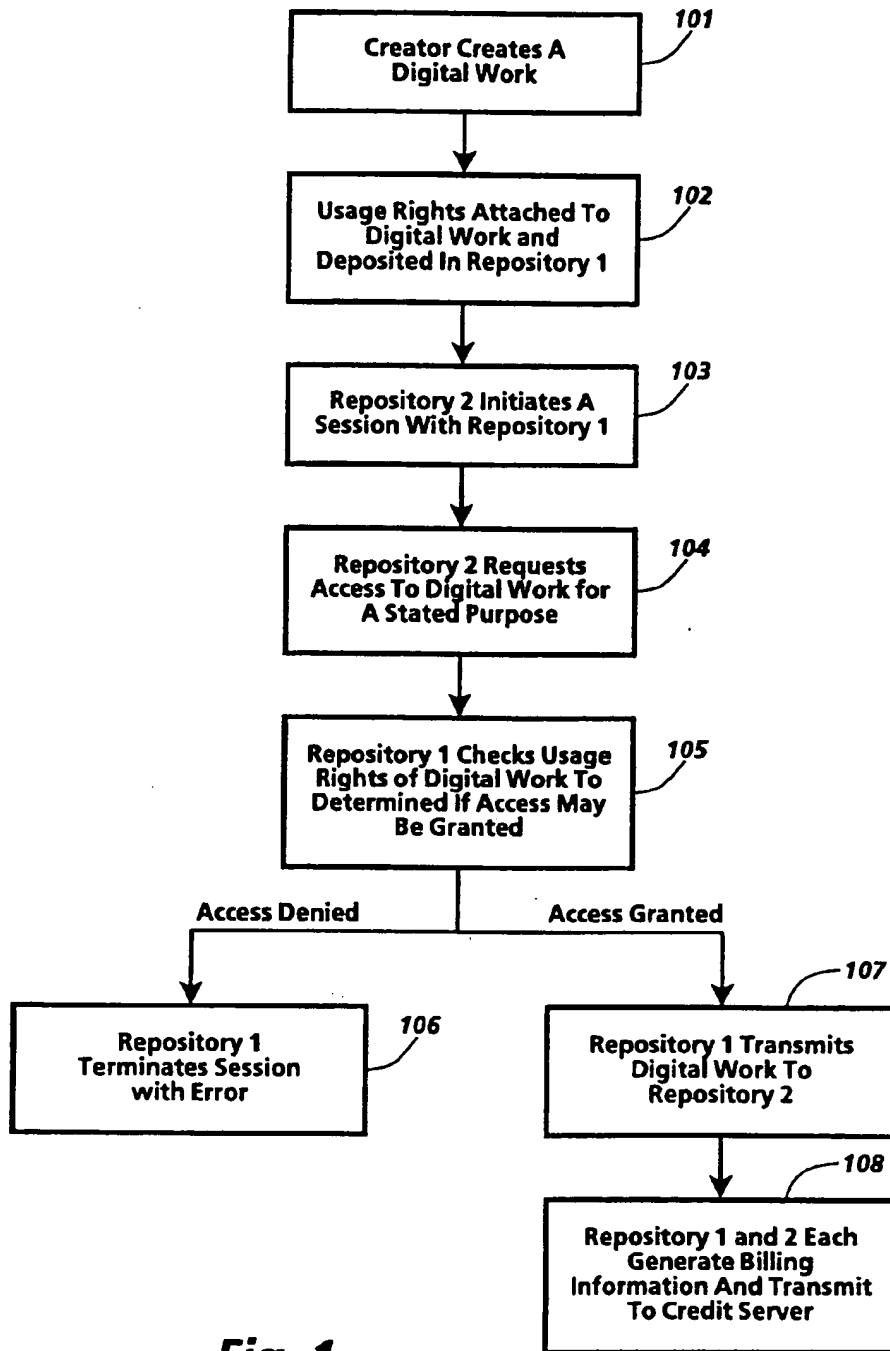 101
Creator Creates A
Digital Work
102
Usage Rights Attached To
Digital Work and
Deposited In Repository 1
103
Repository 2 Initiates A
Session With Repository 1
104
Repository 2 Requests
Access To Digital Work for
A Stated Purpose
105
Repository 1 Checks Usage
Rights of Digital Work To
Determined If Access May
Be Granted
Access Denied
Access Granted
106
Repository 1
Terminates Session
with Error
107
Repository 1 Transmits
Digital Work To
Repository 2
108
Repository 1 and 2 Each
Generate Billing
Information And Transmit
To Credit Server
Fig. 1